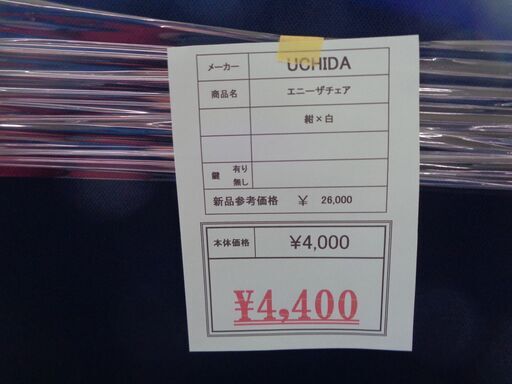 メーカー UCHIDA
商品名 エニーザチェア
紺×白
鍵 有り
無し
新品参考価格 ¥ 26,000
本体価格 ¥4,000
¥4,400